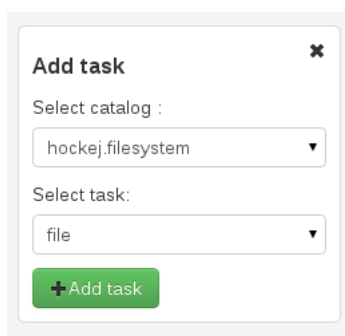 Add task
Select catalog :
hockej.filesystem
Select task:
file
Add task